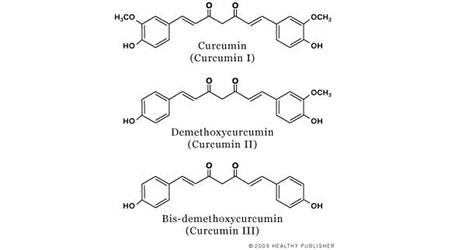 O O
H₃CO OCH₃
HO OH
Curcumin
(Curcumin I)
O O
OCH₃
HO OH
Demethoxycurcumin
(Curcumin II)
O O
HO OH
Bis-demethoxycurcumin
(Curcumin III)
© 2009 HEALTHY PUBLISHER